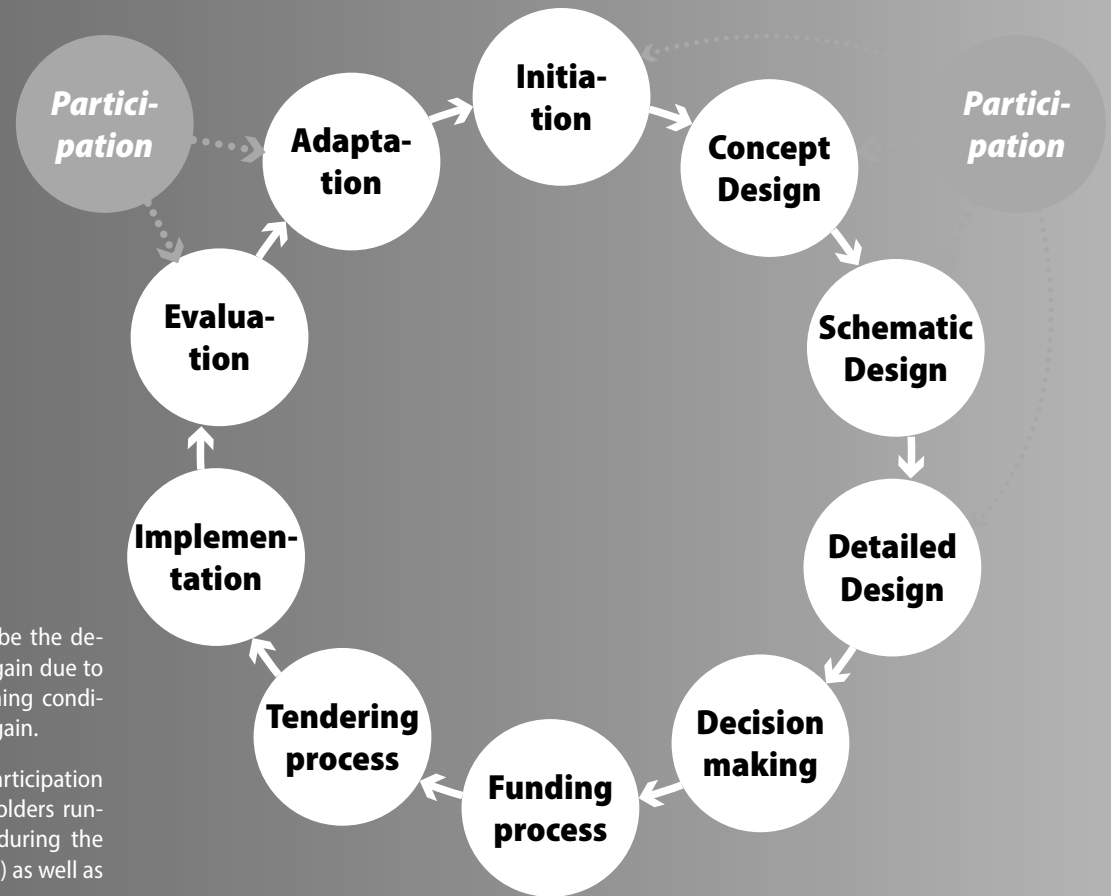 Partici-
pation
Adapta-
tion
Initia-
tion
Concept
Design
Partici-
pation
Schematic
Design
Detailed
Design
Decision
making
Funding
process
Tendering
process
Implemen-
tation
Evalua-
tion
be the de-
gain due to
ning condi-
gain.
articipation
olders run-
during the
) as well as